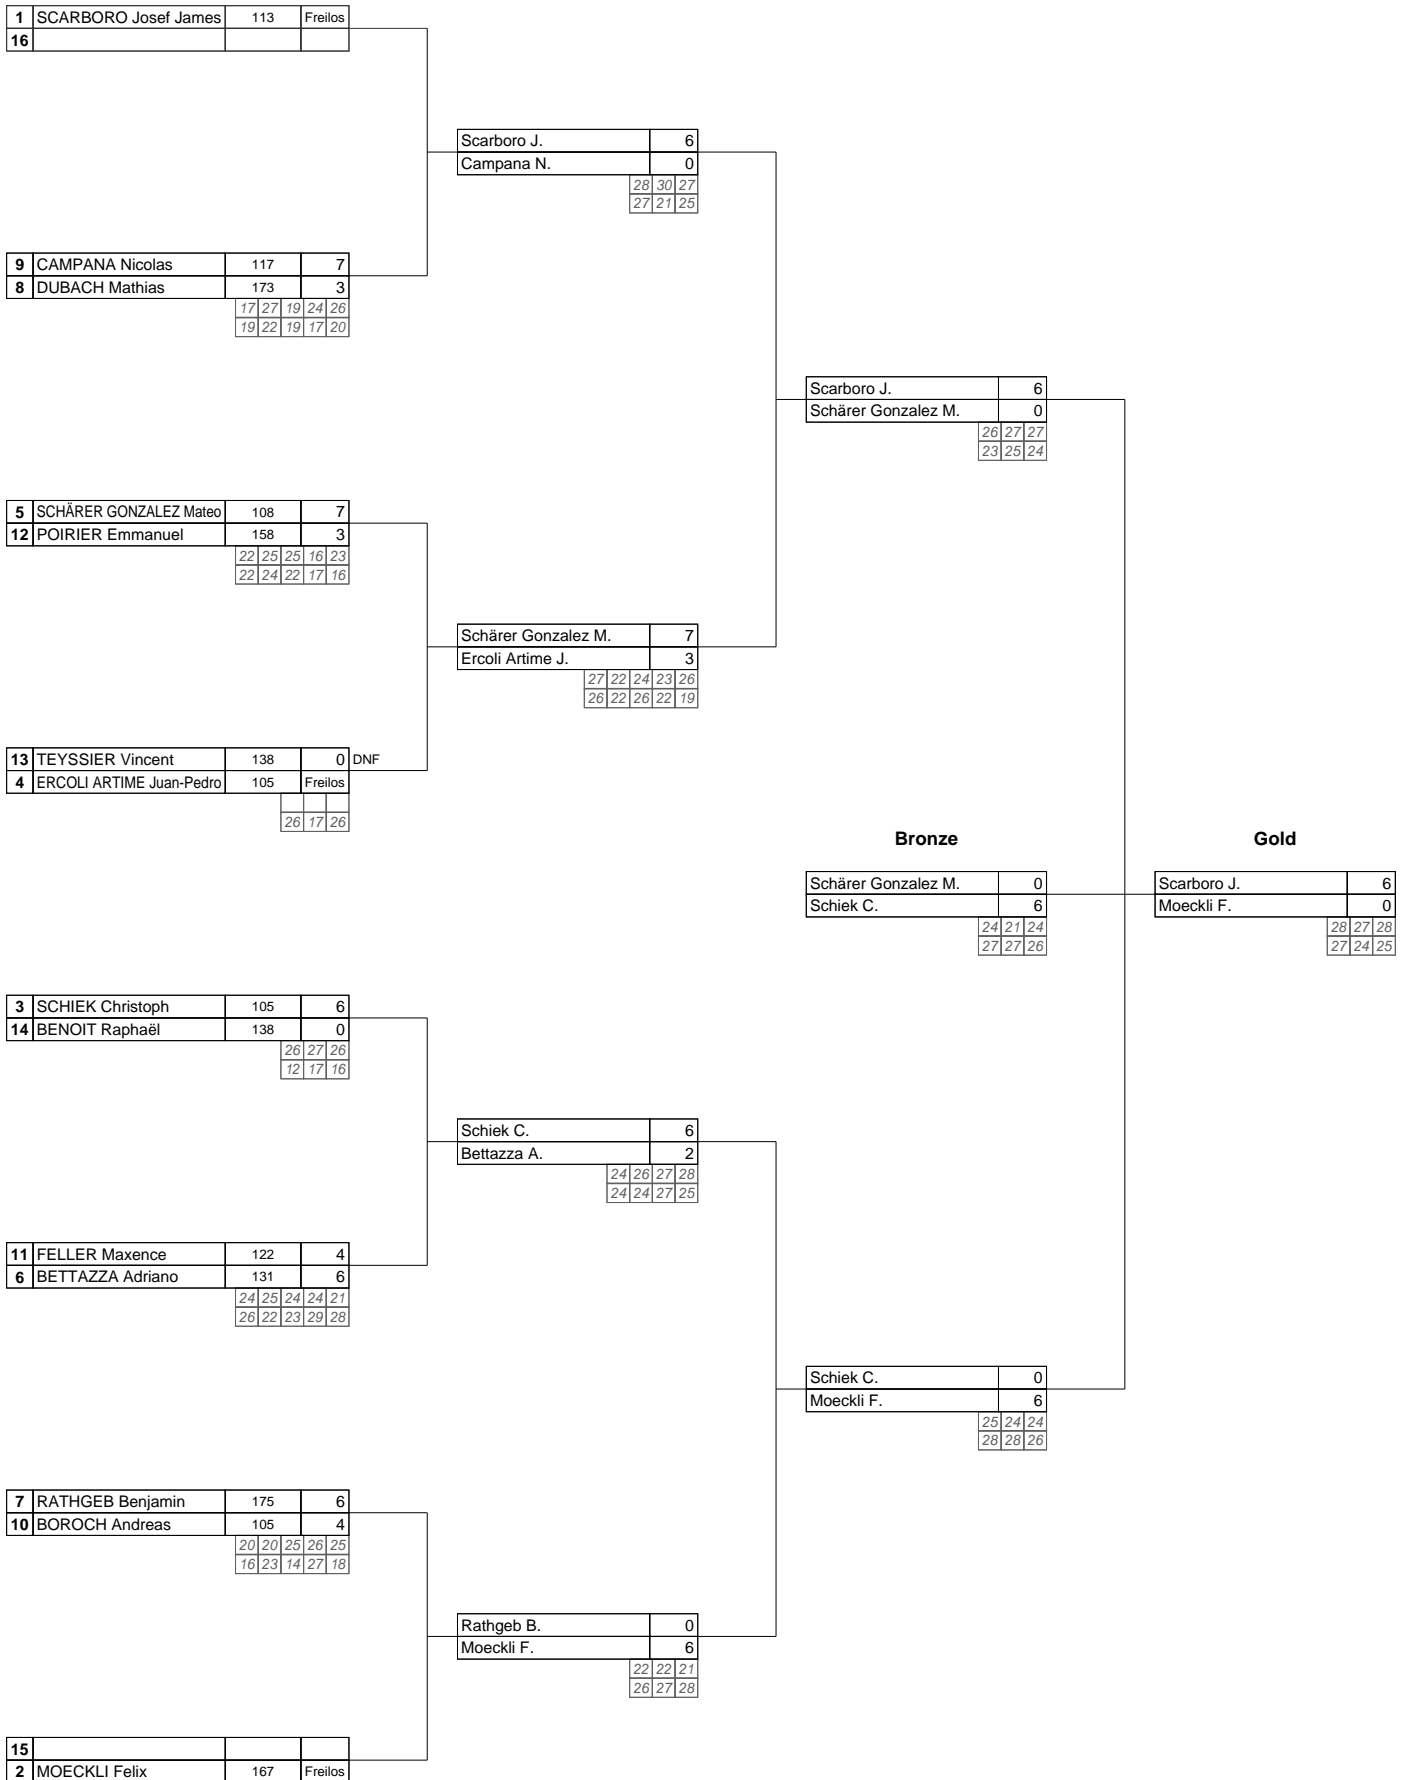 1 SCARBORO Josef James 113 Freilos
16
Scarboro J. 6
Campana N. 0
28 30 27
27 21 25
9 CAMPANA Nicolas 117 7
8 DUBACH Mathias 173 3
17 27 19 24 26
19 22 19 17 20
Scarboro J. 6
Schärer Gonzalez M. 0
26 27 27
23 25 24
5 SCHÄRER GONZALEZ Mateo 108 7
12 POIRIER Emmanuel 158 3
22 25 25 16 23
22 24 22 17 16
Schärer Gonzalez M. 7
Ercoli Artime J. 3
27 22 24 23 26
26 22 26 22 19
13 TEYSSIER Vincent 138 0 DNF
4 ERCOLI ARTIME Juan-Pedro 105 Freilos
26 17 26
Bronze Gold
Schärer Gonzalez M. 0 Scarboro J. 6
Schiek C. 6 Moeckli F. 0
24 21 24 28 27 28
27 27 26 27 24 25
3 SCHIEK Christoph 105 6
14 BENOIT Raphaël 138 0
26 27 26
12 17 16
Schiek C. 6
Bettazza A. 2
24 26 27 28
24 24 27 25
11 FELLER Maxence 122 4
6 BETTAZZA Adriano 131 6
24 25 24 24 21
26 22 23 29 28
Schiek C. 0
Moeckli F. 6
25 24 24
28 28 26
7 RATHGEB Benjamin 175 6
10 BOROCH Andreas 105 4
20 20 25 26 25
16 23 14 27 18
Rathgeb B. 0
Moeckli F. 6
22 22 21
26 27 28
15
2 MOECKLI Felix 167 Freilos